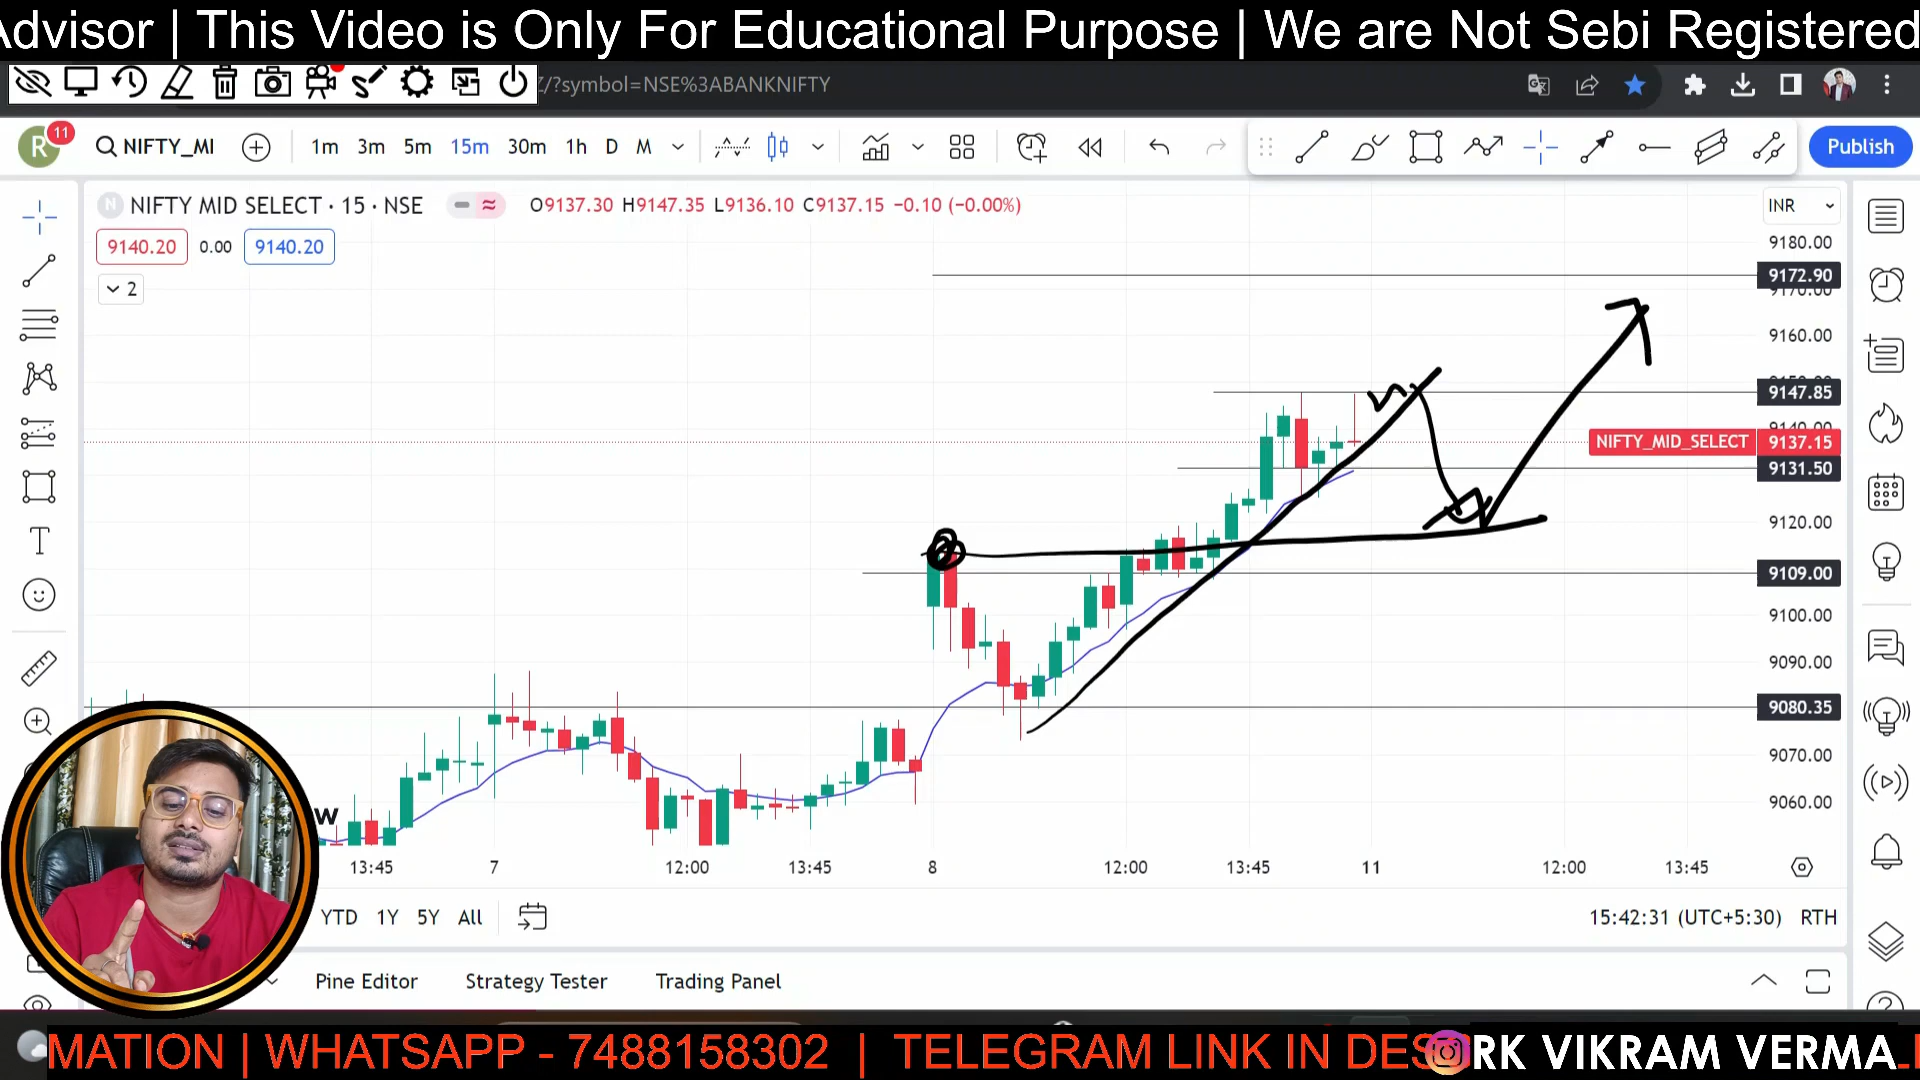 Advisor | This Video is Only For Educational Purpose | We are Not Sebi Registered
/?symbol=NSE%3ABANKNIFTY
R 11 NIFTY_MI 1m 3m 5m 15m 30m 1h D M Publish
N NIFTY MID SELECT · 15 · NSE O9137.30 H9147.35 L9136.10 C9137.15 −0.10 (−0.00%) INR
9140.20 0.00 9140.20
2
9180.00
9172.90
9170.00
9160.00
9147.85
NIFTY_MID_SELECT 9137.15
9131.50
9120.00
9109.00
9100.00
9090.00
9080.35
9070.00
9060.00
13:45 7 12:00 13:45 8 12:00 13:45 11 12:00 13:45
YTD 1Y 5Y All 15:42:31 (UTC+5:30) RTH
Pine Editor Strategy Tester Trading Panel
MATION | WHATSAPP - 7488158302 | TELEGRAM LINK IN DES RK VIKRAM VERMA